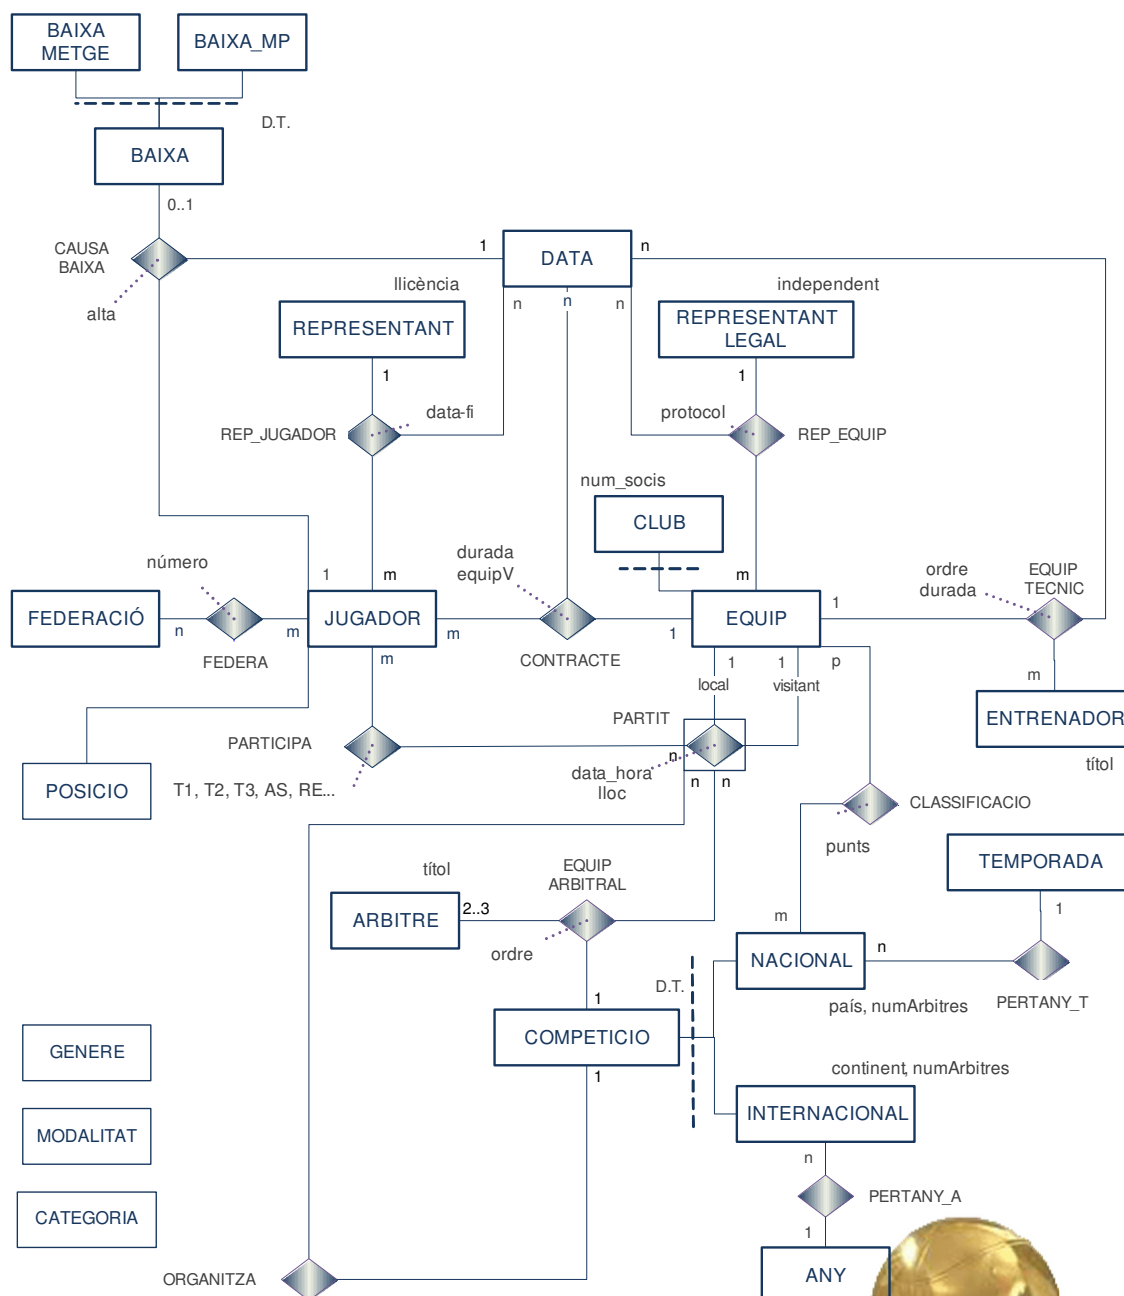 BAIXA
METGE
BAIXA_MP
D.T.
BAIXA
0..1
CAUSA
BAIXA
alta
1
DATA
n
n
n
n
llicència
REPRESENTANT
1
independent
REPRESENTANT
LEGAL
1
data-fi
REP_JUGADOR
protocol
REP_EQUIP
num_socis
CLUB
número
durada
equipV
ordre
durada
EQUIP
TECNIC
1
m
m
FEDERACIÓ
n
FEDERA
m
JUGADOR
m
m
CONTRACTE
1
EQUIP
1
1
local
1
visitant
p
m
ENTRENADOR
títol
PARTICIPA
T1, T2, T3, AS, RE...
PARTIT
n
data_hora
lloc
n
n
POSICIO
CLASSIFICACIO
punts
TEMPORADA
1
títol
EQUIP
ARBITRAL
ARBITRE
2..3
ordre
m
NACIONAL
n
país, numArbitres
PERTANY_T
D.T.
1
COMPETICIO
1
GENERE
MODALITAT
CATEGORIA
continent, numArbitres
INTERNACIONAL
n
PERTANY_A
1
ANY
ORGANITZA